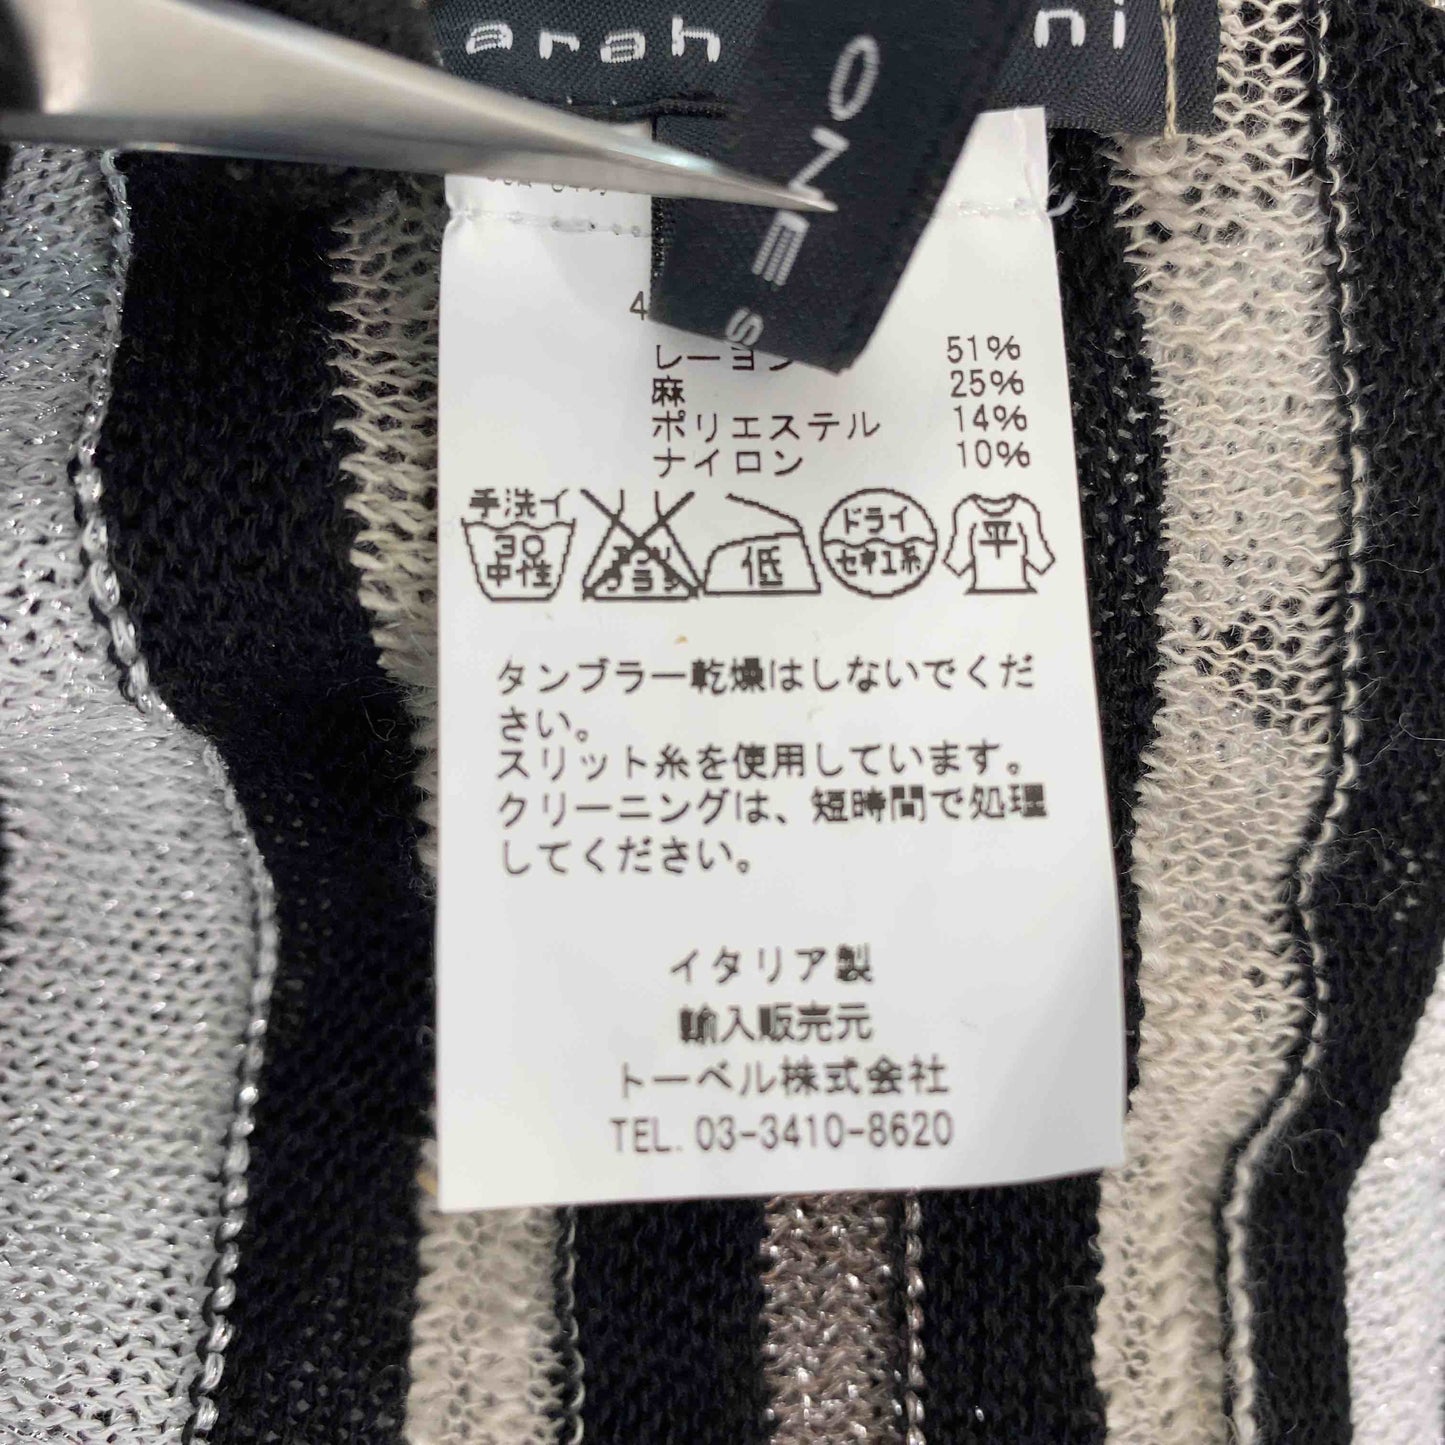 arah ni
ONE
s
レーヨン 51%
麻 25%
ポリエステル 14%
ナイロン 10%
手洗イ
30
中性
低
ドライ
セキユ系
平
タンブラー乾燥はしないでくだ
さい。
スリット糸を使用しています。
クリーニングは、短時間で処理
してください。
イタリア製
輸入販売元
トーベル株式会社
TEL. 03-3410-8620